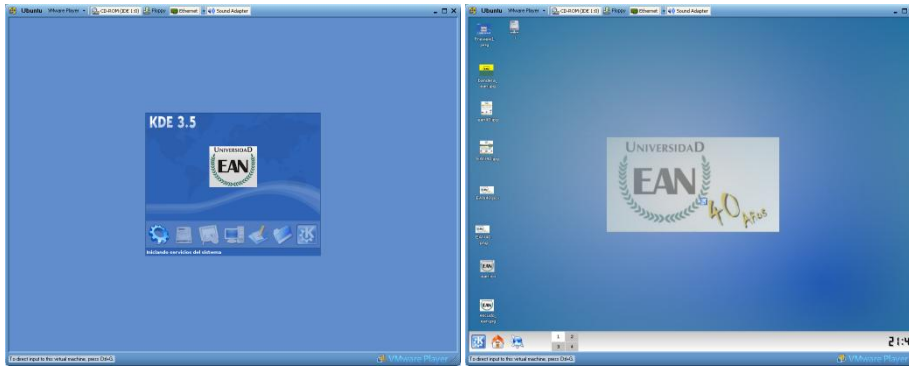 Ubuntu VMware Player CD-ROM (IDE 1:0) Floppy Ethernet Sound Adapter
KDE 3.5
UNIVERSIDAD
EAN
Iniciando servicios del sistema
To direct input to this virtual machine, press Ctrl+G.
VMware Player
Ubuntu VMware Player CD-ROM (IDE 1:0) Floppy Ethernet Sound Adapter
UNIVERSIDAD
EAN
40 Años
1 2
3 4
21:4
To direct input to this virtual machine, press Ctrl+G.
VMware Player